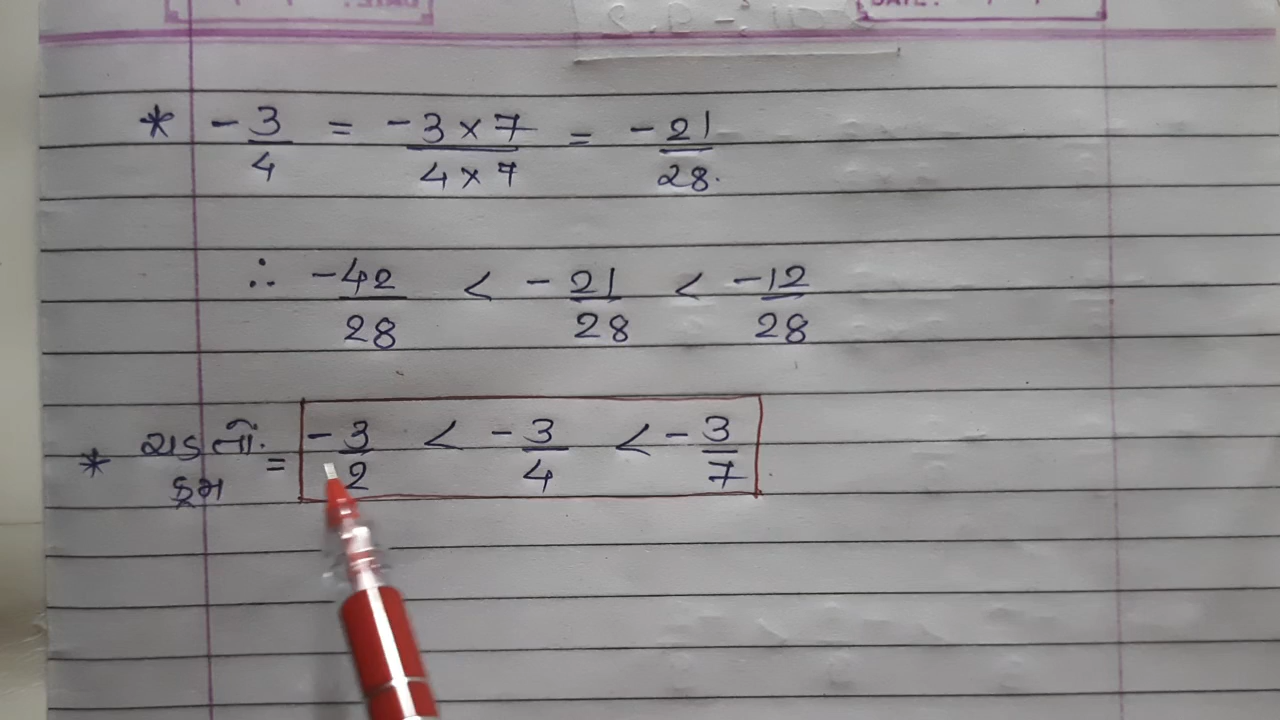 DATE:
* -3/4 = -3×7/4×7 = -21/28.
∴ -42/28 < -21/28 < -12/28
* ચડતો. ક્રમ = -3/2 < -3/4 < -3/7